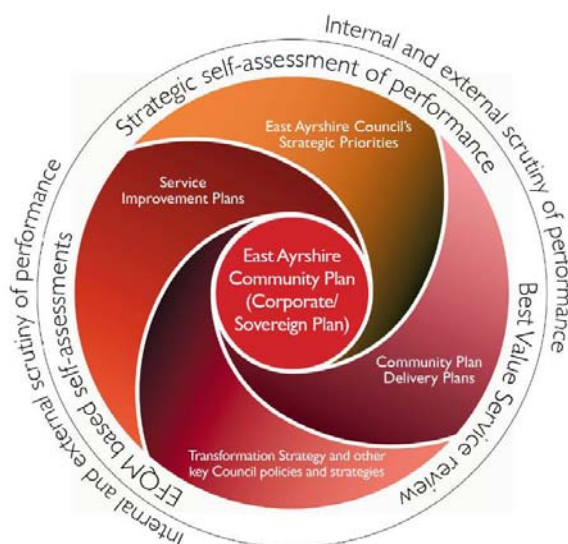 Internal and external scrutiny of performance
Strategic self-assessment of performance
East Ayrshire Council's
Strategic Priorities
Service
Improvement Plans
East Ayrshire
Community Plan
(Corporate/
Sovereign Plan)
Community Plan
Delivery Plans
Transformation Strategy and other
key Council policies and strategies
Best Value Service review
EFQM based self-assessments
Internal and external scrutiny of performance